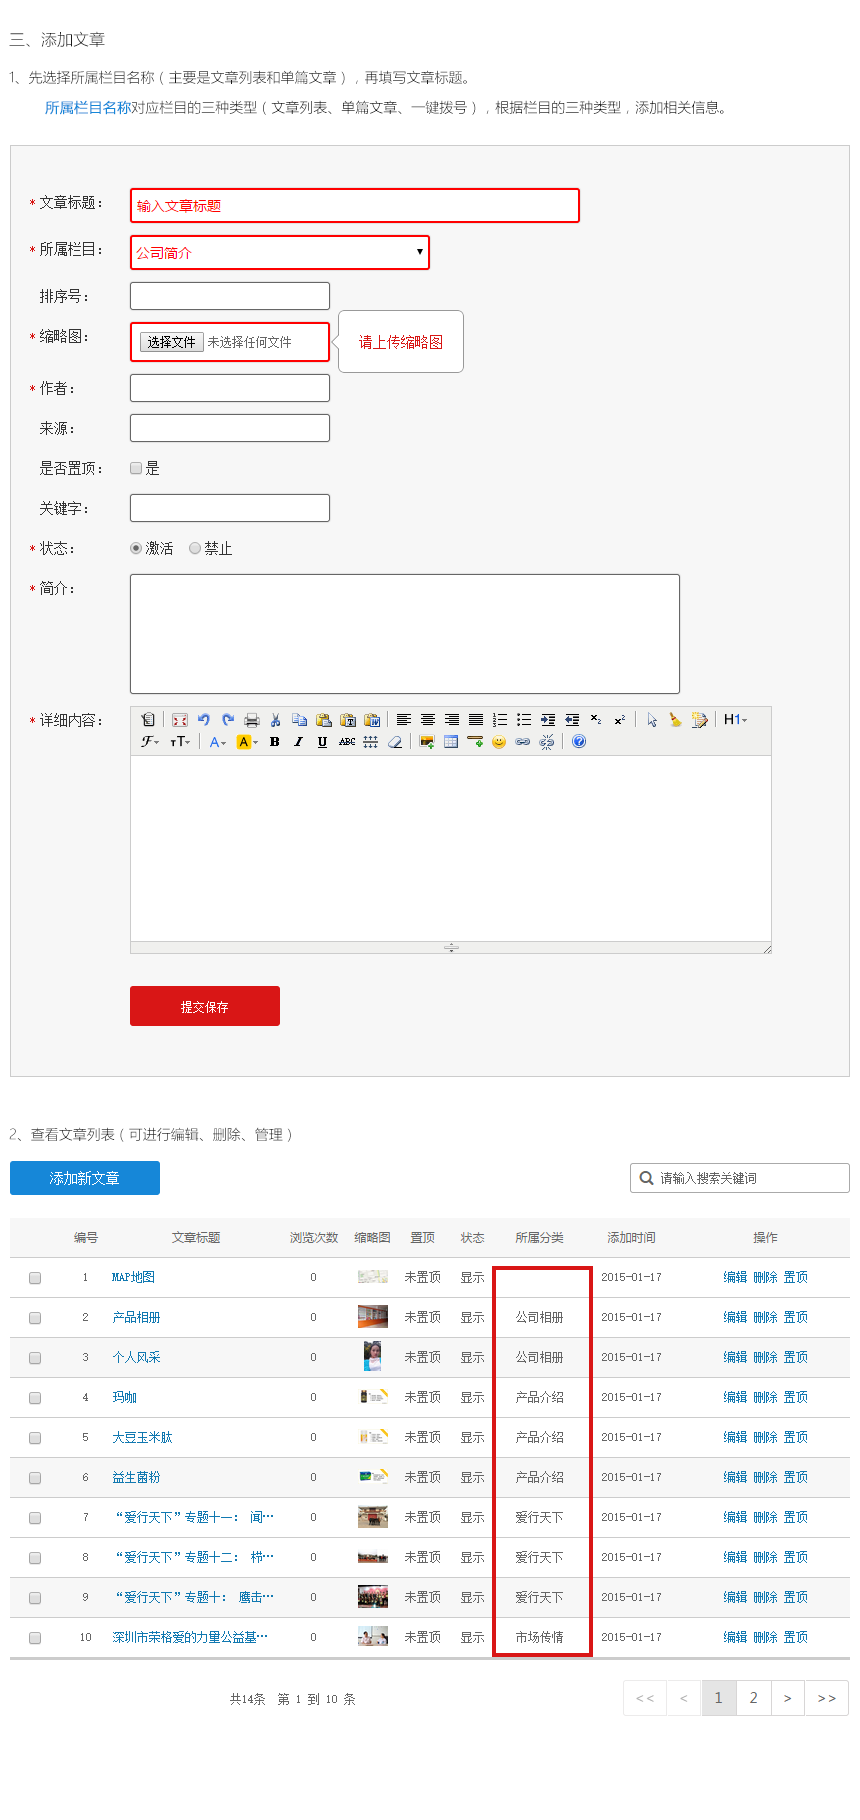 三、添加文章
1、先选择所属栏目名称（主要是文章列表和单篇文章），再填写文章标题。
所属栏目名称对应栏目的三种类型（文章列表、单篇文章、一键拨号），根据栏目的三种类型，添加相关信息。
* 文章标题： 输入文章标题
* 所属栏目： 公司简介
排序号：
* 缩略图： 选择文件 未选择任何文件 请上传缩略图
* 作者：
来源：
是否置顶： 是
关键字：
* 状态： 激活 禁止
* 简介：
* 详细内容： H1
提交保存
2、查看文章列表（可进行编辑、删除、管理）
添加新文章 请输入搜索关键词
编号 文章标题 浏览次数 缩略图 置顶 状态 所属分类 添加时间 操作
1 MAP地图 0 未置顶 显示 2015-01-17 编辑 删除 置顶
2 产品相册 0 未置顶 显示 公司相册 2015-01-17 编辑 删除 置顶
3 个人风采 0 未置顶 显示 公司相册 2015-01-17 编辑 删除 置顶
4 玛咖 0 未置顶 显示 产品介绍 2015-01-17 编辑 删除 置顶
5 大豆玉米肽 0 未置顶 显示 产品介绍 2015-01-17 编辑 删除 置顶
6 益生菌粉 0 未置顶 显示 产品介绍 2015-01-17 编辑 删除 置顶
7 “爱行天下”专题十一： 闻… 0 未置顶 显示 爱行天下 2015-01-17 编辑 删除 置顶
8 “爱行天下”专题十二： … 0 未置顶 显示 爱行天下 2015-01-17 编辑 删除 置顶
9 “爱行天下”专题十： 鹰击… 0 未置顶 显示 爱行天下 2015-01-17 编辑 删除 置顶
10 深圳市荣格爱的力量公益基… 0 未置顶 显示 市场传情 2015-01-17 编辑 删除 置顶
共14条 第 1 到 10 条 << < 1 2 > >>